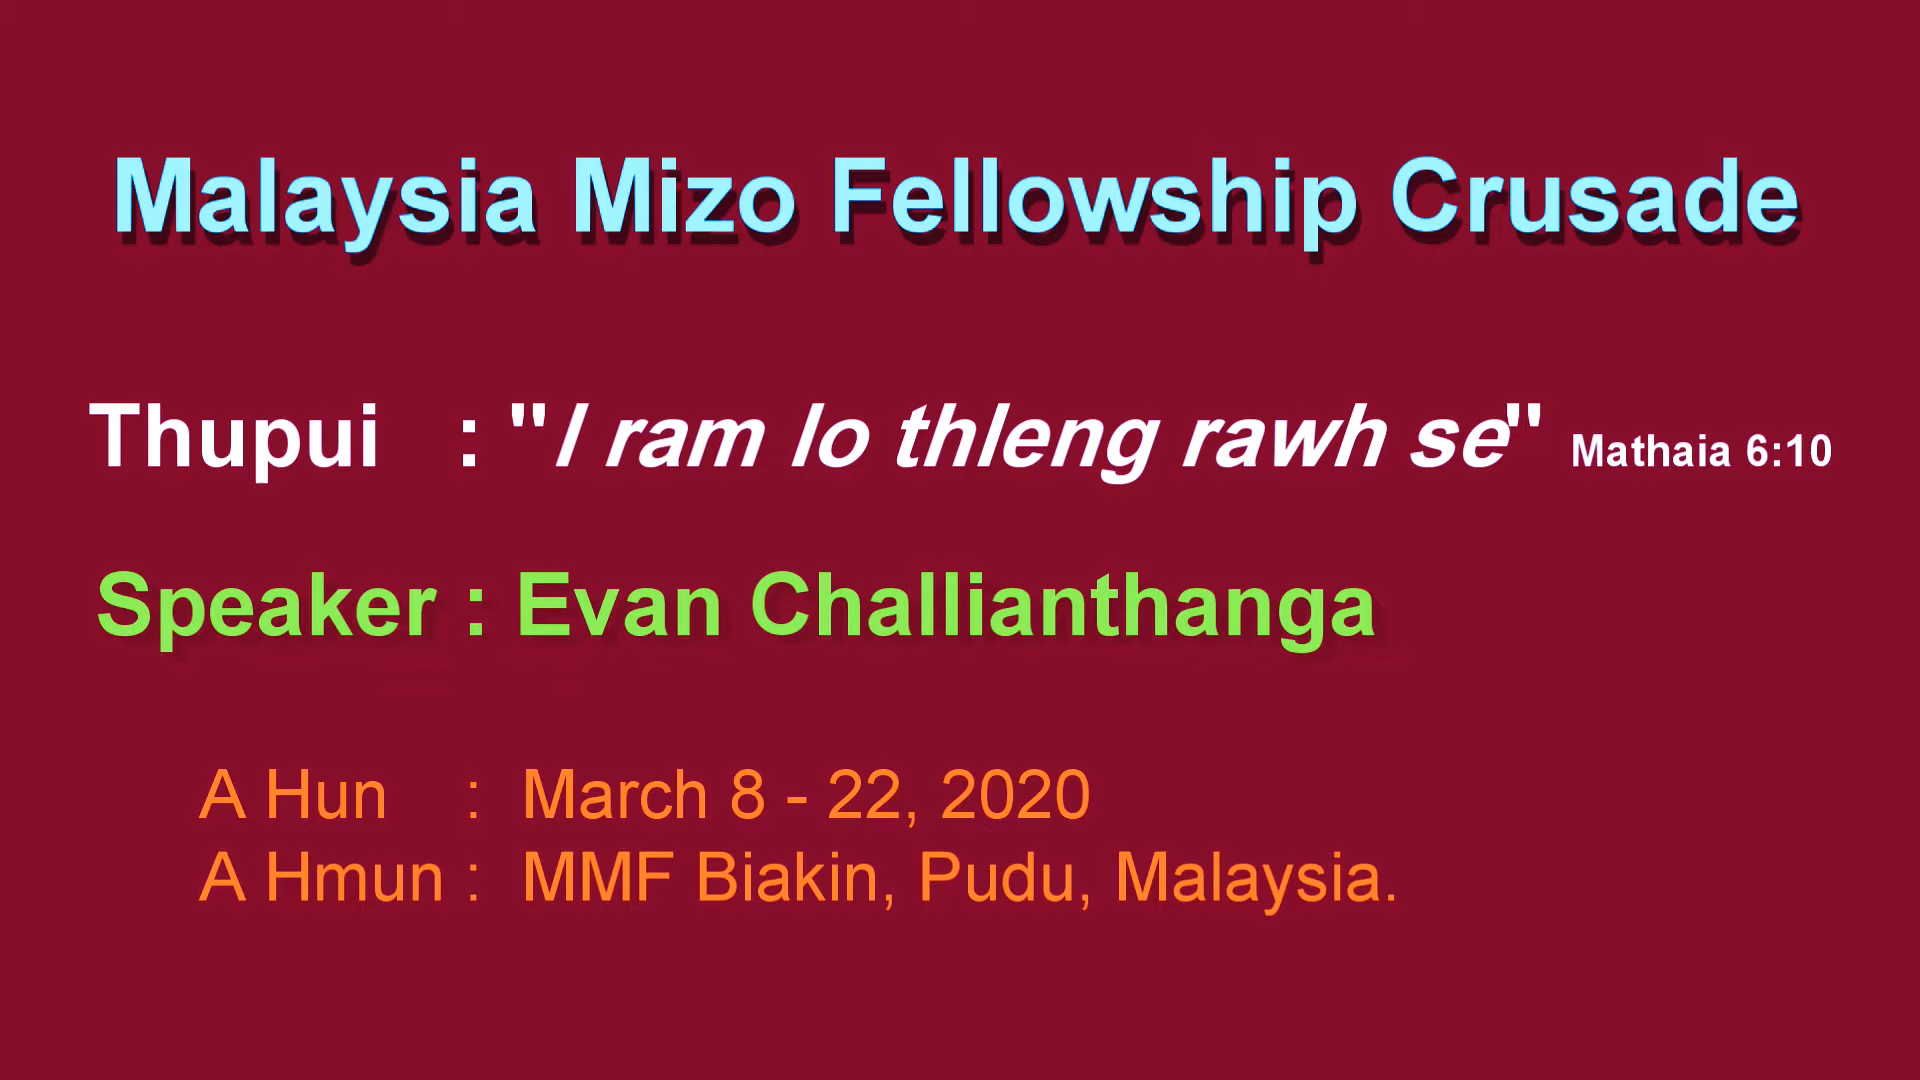 Malaysia Mizo Fellowship Crusade
Thupui : "I ram lo thleng rawh se" Mathaia 6:10
Speaker : Evan Challianthanga
A Hun : March 8 - 22, 2020
A Hmun : MMF Biakin, Pudu, Malaysia.